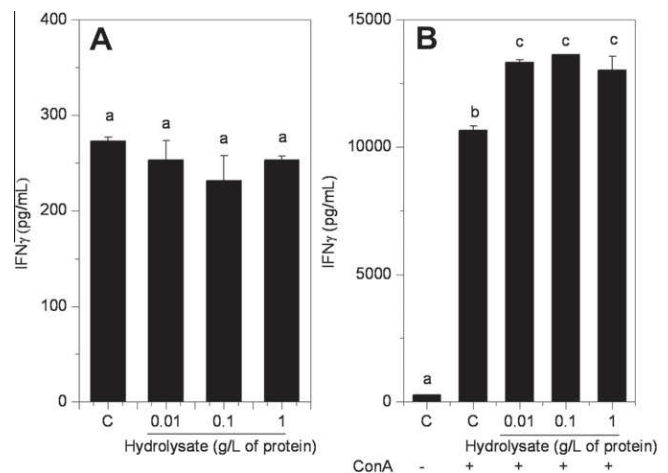 A
IFNγ (pg/mL)
400
300
200
100
0
a
a
a
a
C
0.01
0.1
1
Hydrolysate (g/L of protein)
B
IFNγ (pg/mL)
15000
10000
5000
0
a
b
c
c
c
C
C
0.01
0.1
1
Hydrolysate (g/L of protein)
ConA - + + + +